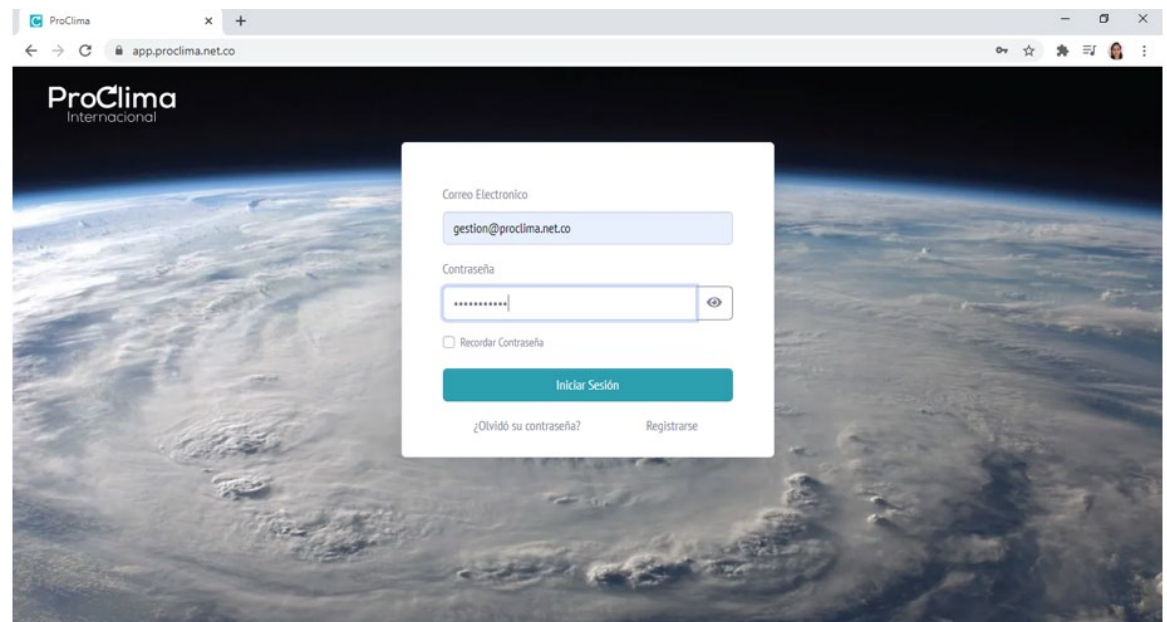 ProClima
app.proclima.net.co
ProClima
Internacional
Correo Electronico
gestion@proclima.net.co
Contraseña
•••••••••••
Recordar Contraseña
Iniciar Sesión
¿Olvidó su contraseña? Registrarse